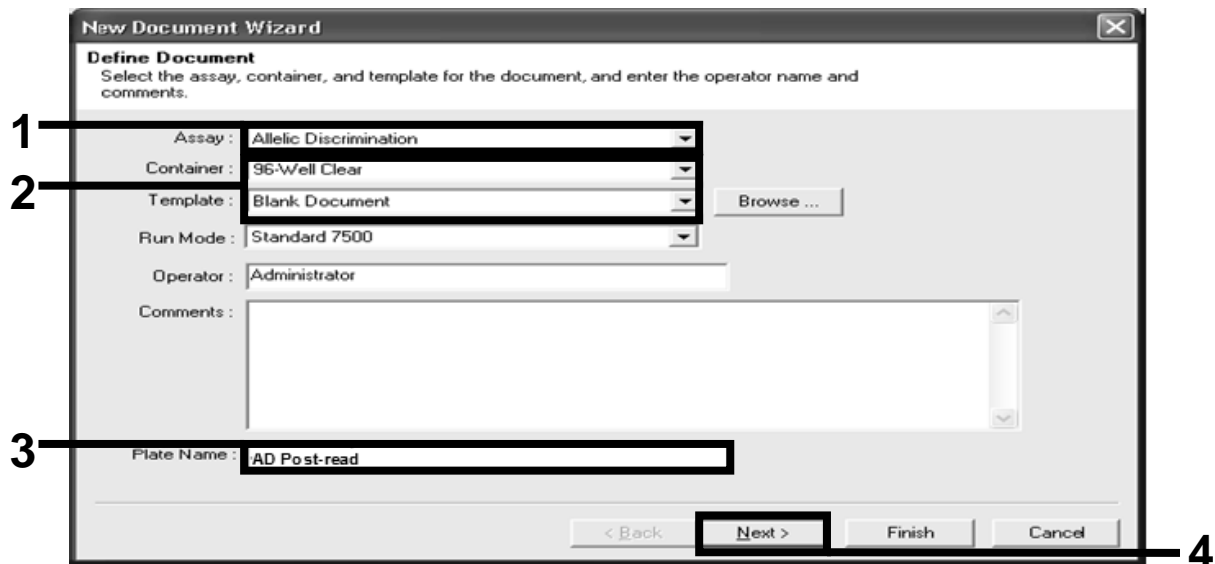 New Document Wizard
Define Document
Select the assay, container, and template for the document, and enter the operator name and
comments.
1
Assay : Allelic Discrimination
Container : 96-Well Clear
2
Template : Blank Document Browse ...
Run Mode : Standard 7500
Operator : Administrator
Comments :
3
Plate Name : AD Post-read
< Back Next > Finish Cancel
4